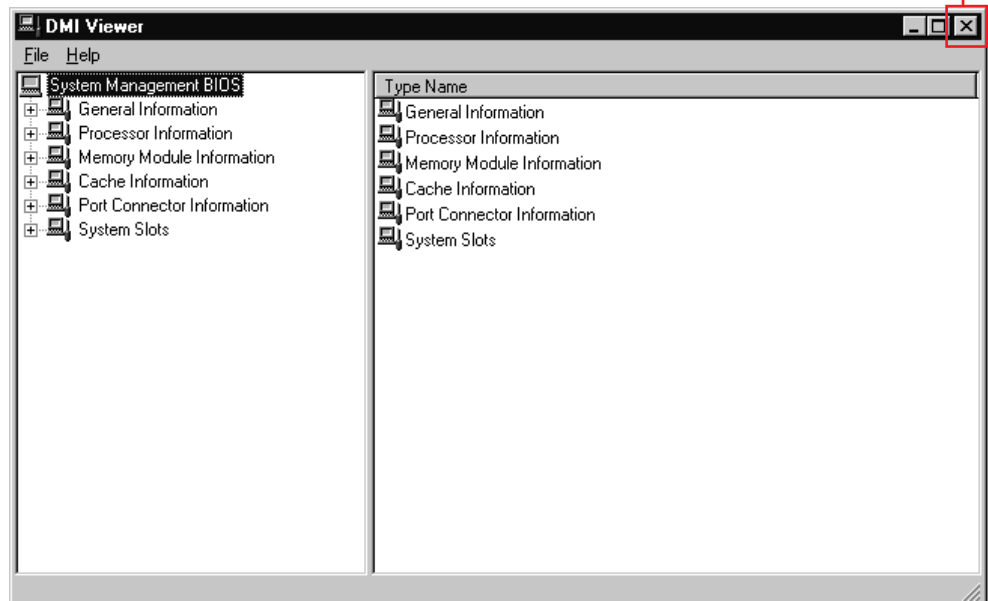 DMI Viewer
File Help
System Management BIOS
General Information
Processor Information
Memory Module Information
Cache Information
Port Connector Information
System Slots
Type Name
General Information
Processor Information
Memory Module Information
Cache Information
Port Connector Information
System Slots